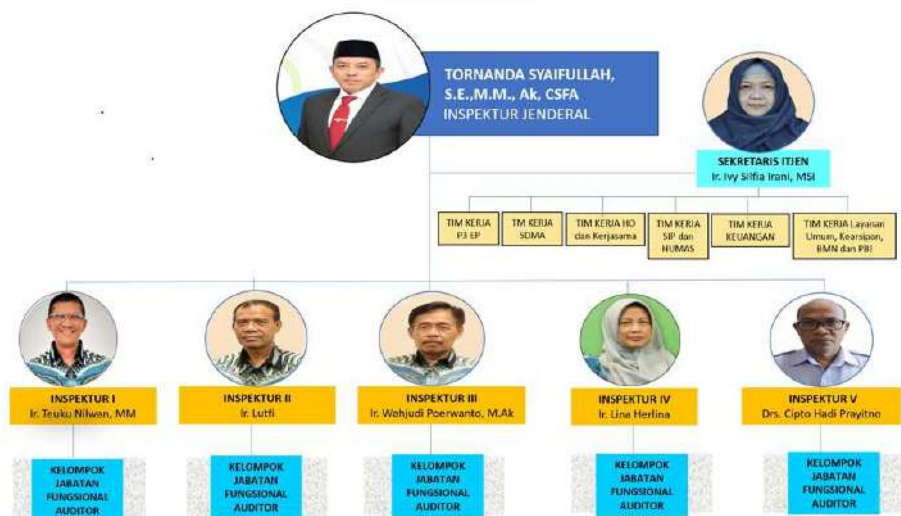 TORNANDA SYAIFULLAH,
S.E.,M.M., Ak, CSFA
INSPEKTUR JENDERAL
SEKRETARIS ITJEN
Ir. Ivy Silfia Irani, MSi
TIM KERJA
P3 EP
TIM KERJA
SDMA
TIM KERJA HO
dan Kerjasama
TIM KERJA
SIP dan
HUMAS
TIM KERJA
KEUANGAN
TIM KERJA Layanan
Umum, Kearsipan,
BMN dan PBJ
INSPEKTUR I
Ir. Teuku Nilwan, MM
INSPEKTUR II
Ir. Lutfi
INSPEKTUR III
Ir. Wahjudi Poerwanto, M.Ak
INSPEKTUR IV
Ir. Lina Herlina
INSPEKTUR V
Drs. Cipto Hadi Prayitno
KELOMPOK
JABATAN
FUNGSIONAL
AUDITOR
KELOMPOK
JABATAN
FUNGSIONAL
AUDITOR
KELOMPOK
JABATAN
FUNGSIONAL
AUDITOR
KELOMPOK
JABATAN
FUNGSIONAL
AUDITOR
KELOMPOK
JABATAN
FUNGSIONAL
AUDITOR